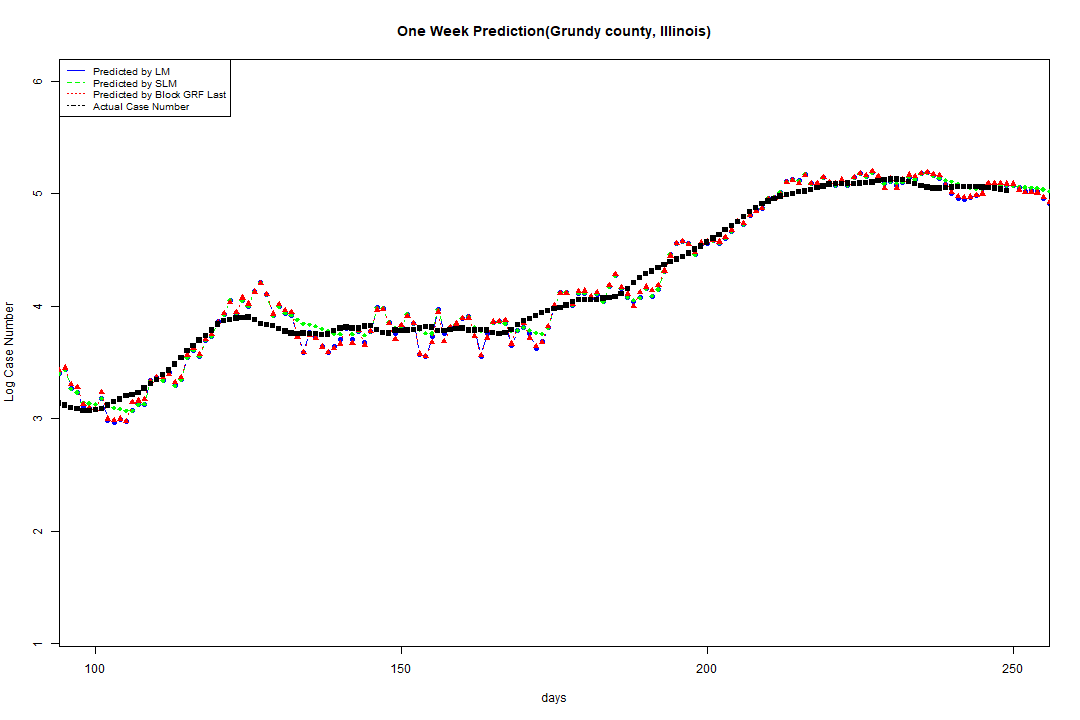 One Week Prediction(Grundy county, Illinois)
Predicted by LM
Predicted by SLM
Predicted by Block GRF Last
Actual Case Number
6
5
4
3
2
1
Log Case Number
100
150
200
250
days